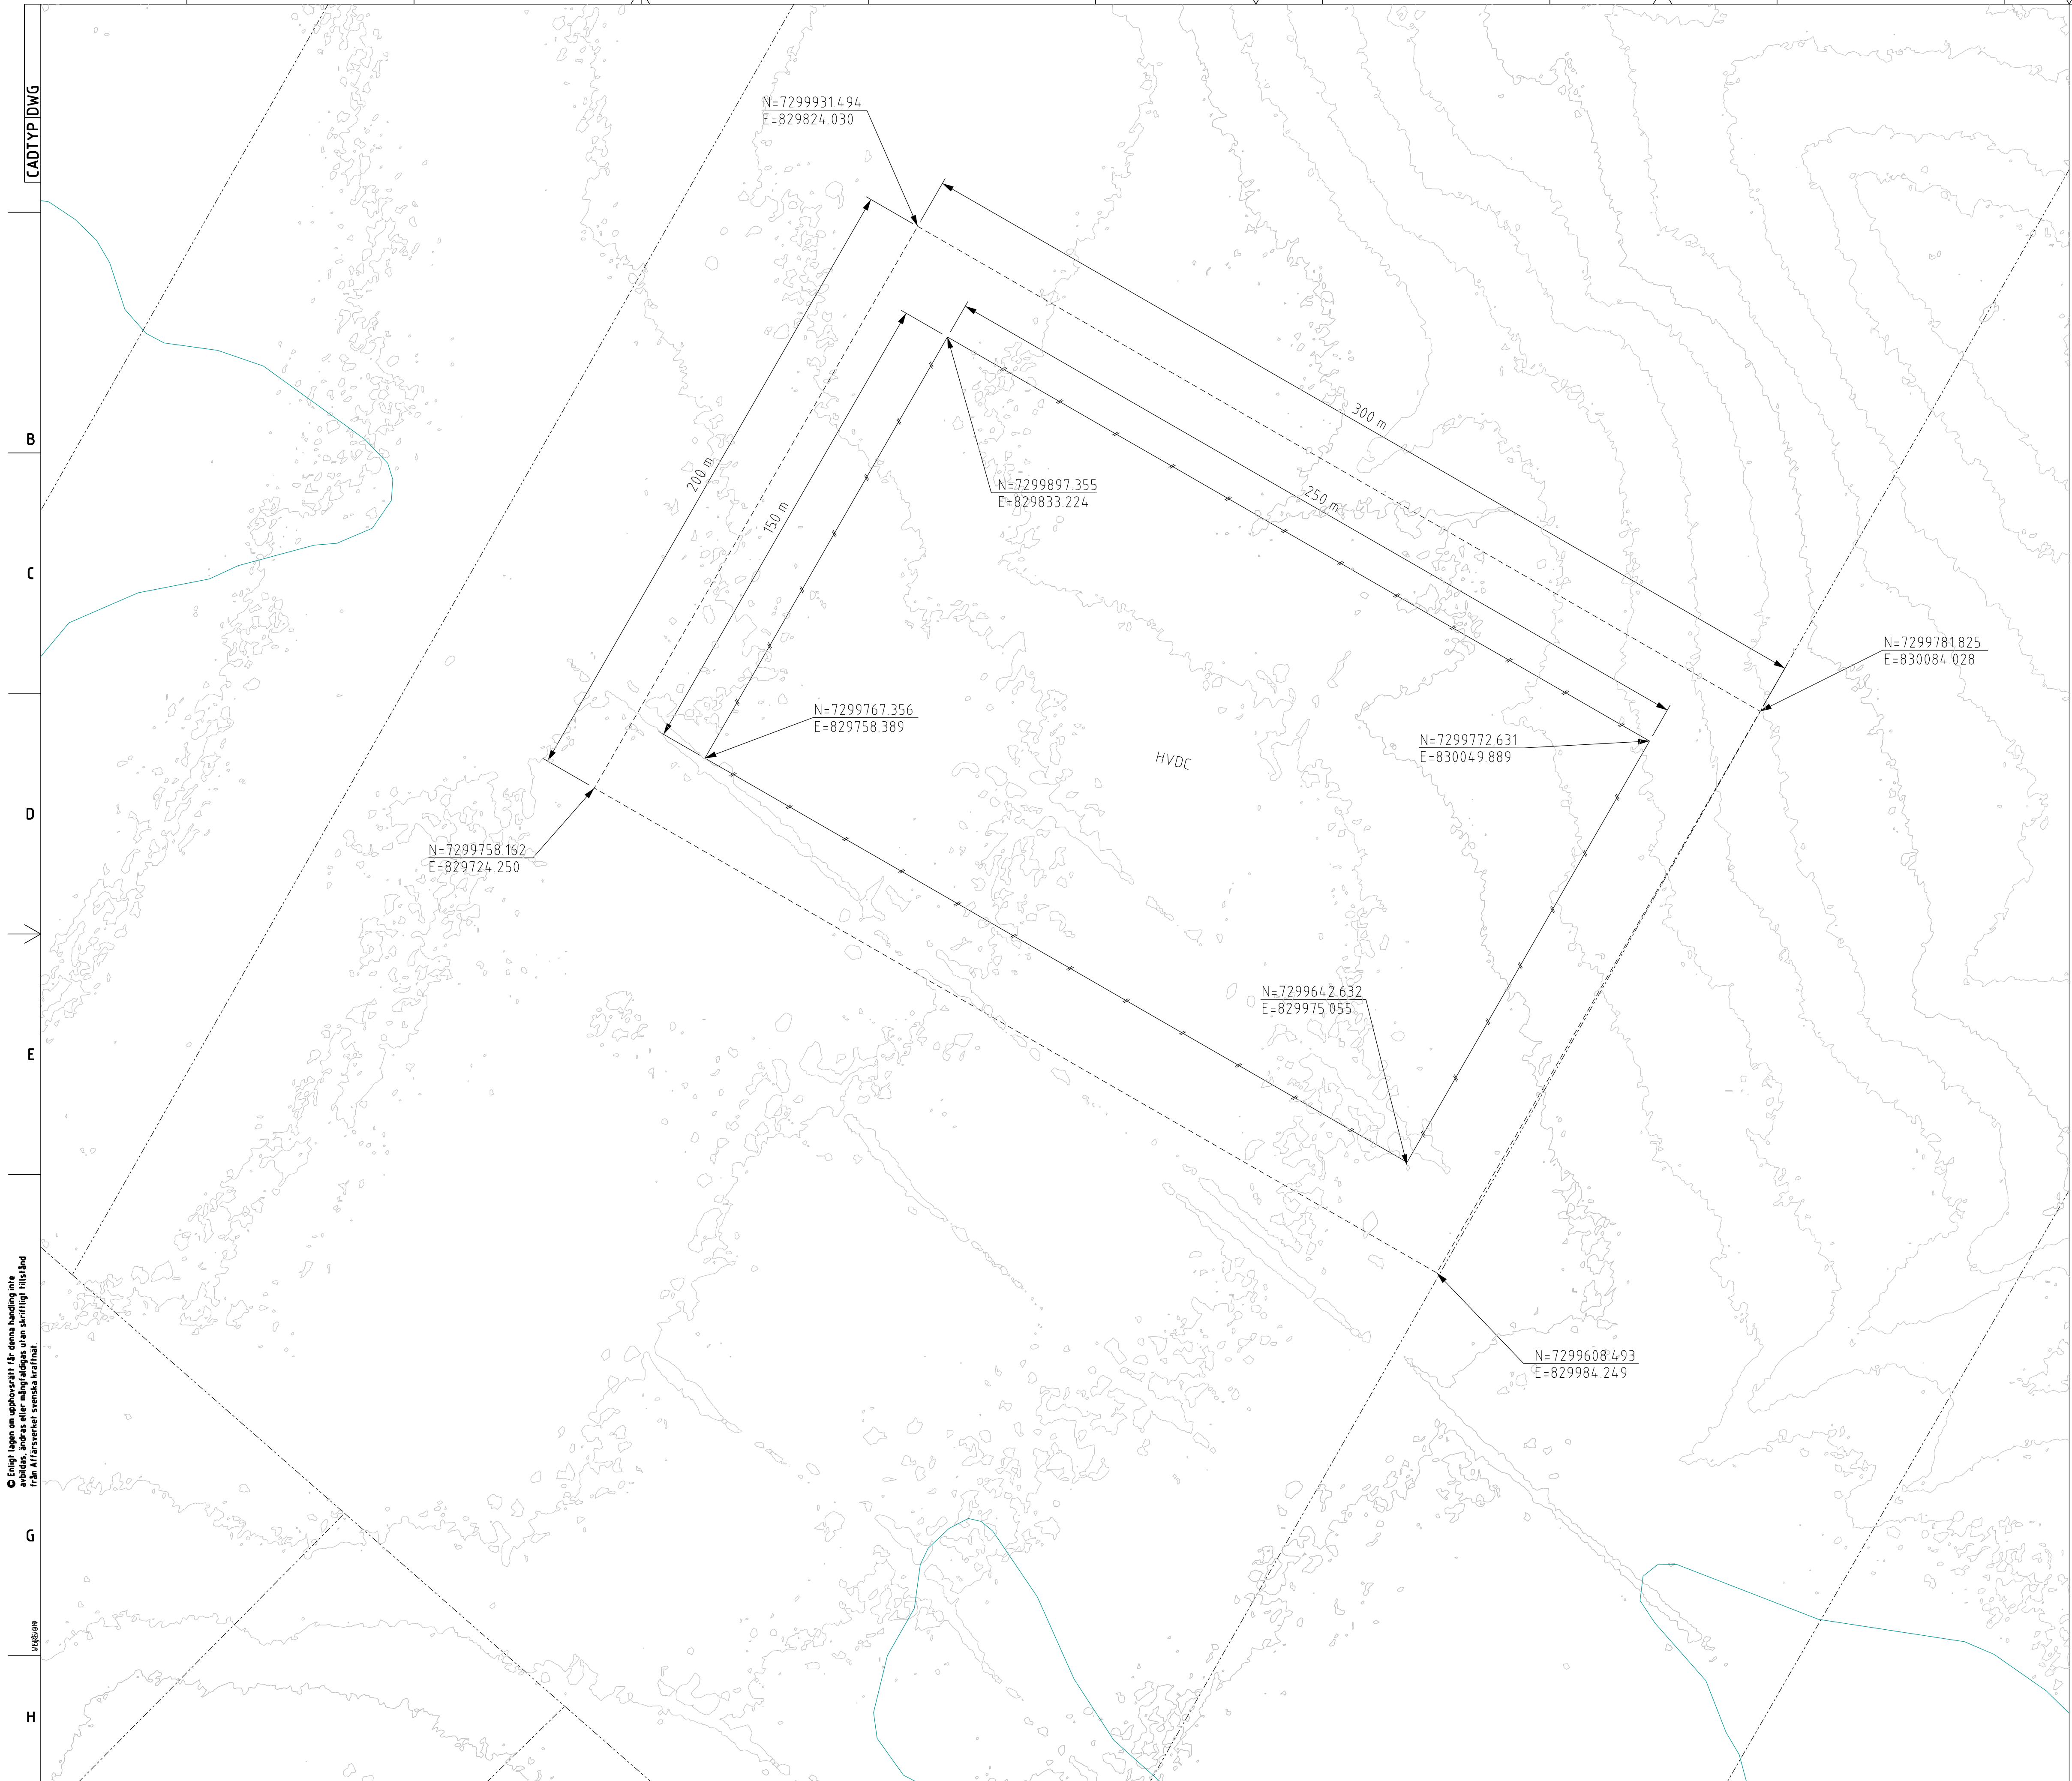 CADTYP DWG
N=7299931.494
E=829824.030
300 m
200 m
250 m
150 m
N=7299897.355
E=829833.224
N=7299781.825
E=830084.028
N=7299767.356
E=829758.389
N=7299772.631
E=830049.889
HVDC
N=7299758.162
E=829724.250
N=7299642.632
E=829975.055
N=7299608.493
E=829984.249
B
C
D
E
G
H
© Enligt lagen om upphovsrätt får denna handling inte
avbildas, ändras eller mångfaldigas utan skriftligt tillstånd
från Affärsverket svenska kraftnät.